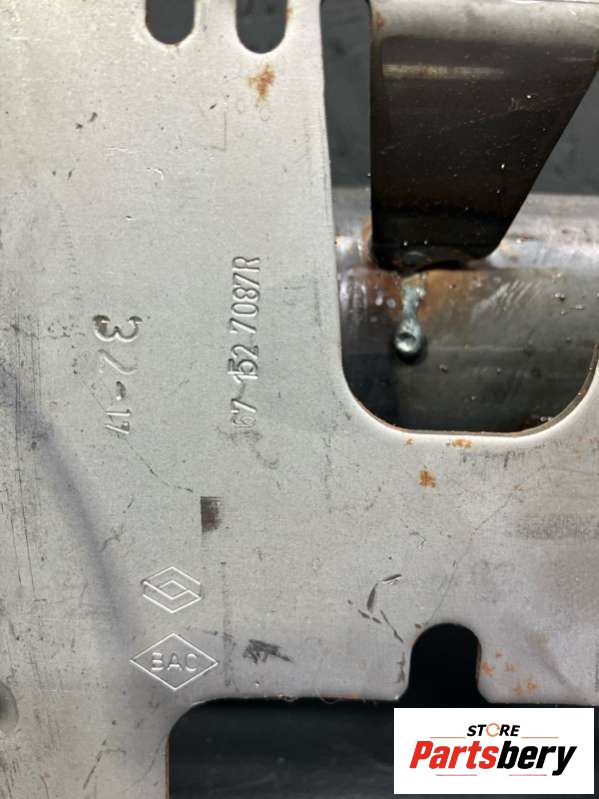 67 152 7087R
32-17
BAC
STORE
Partsbery